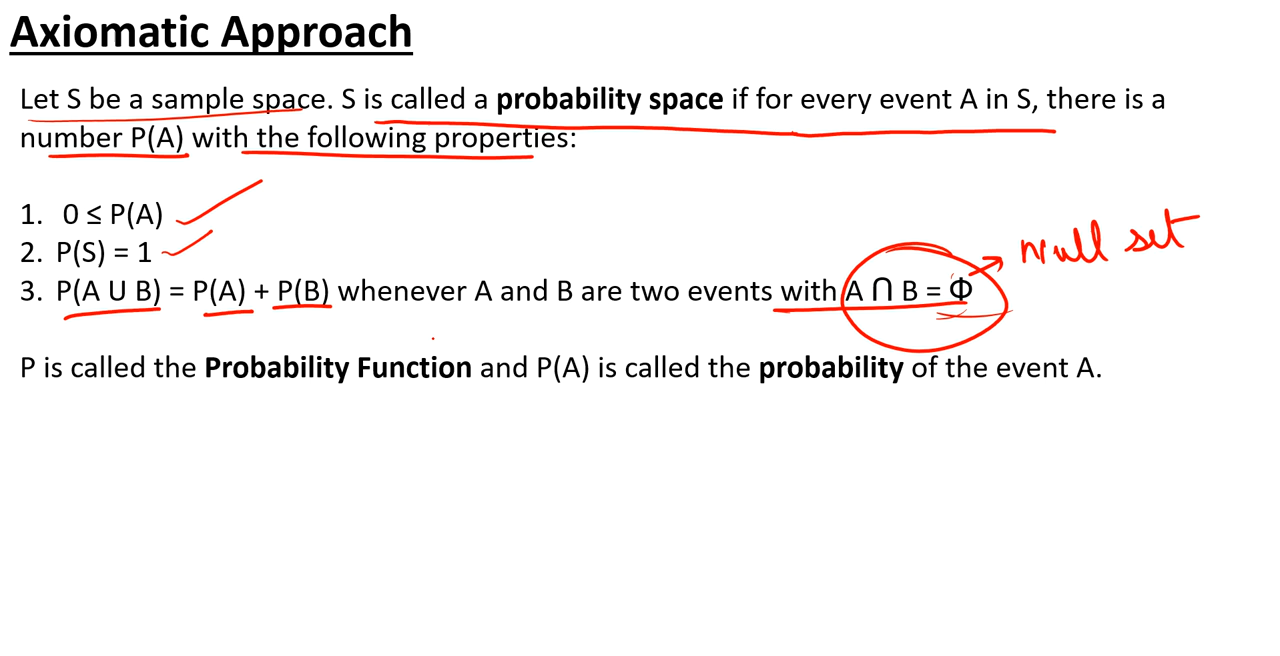 Axiomatic Approach
Let S be a sample space. S is called a probability space if for every event A in S, there is a
number P(A) with the following properties:
1. 0 ≤ P(A)
2. P(S) = 1
3. P(A U B) = P(A) + P(B) whenever A and B are two events with A ∩ B = Φ
null set
P is called the Probability Function and P(A) is called the probability of the event A.